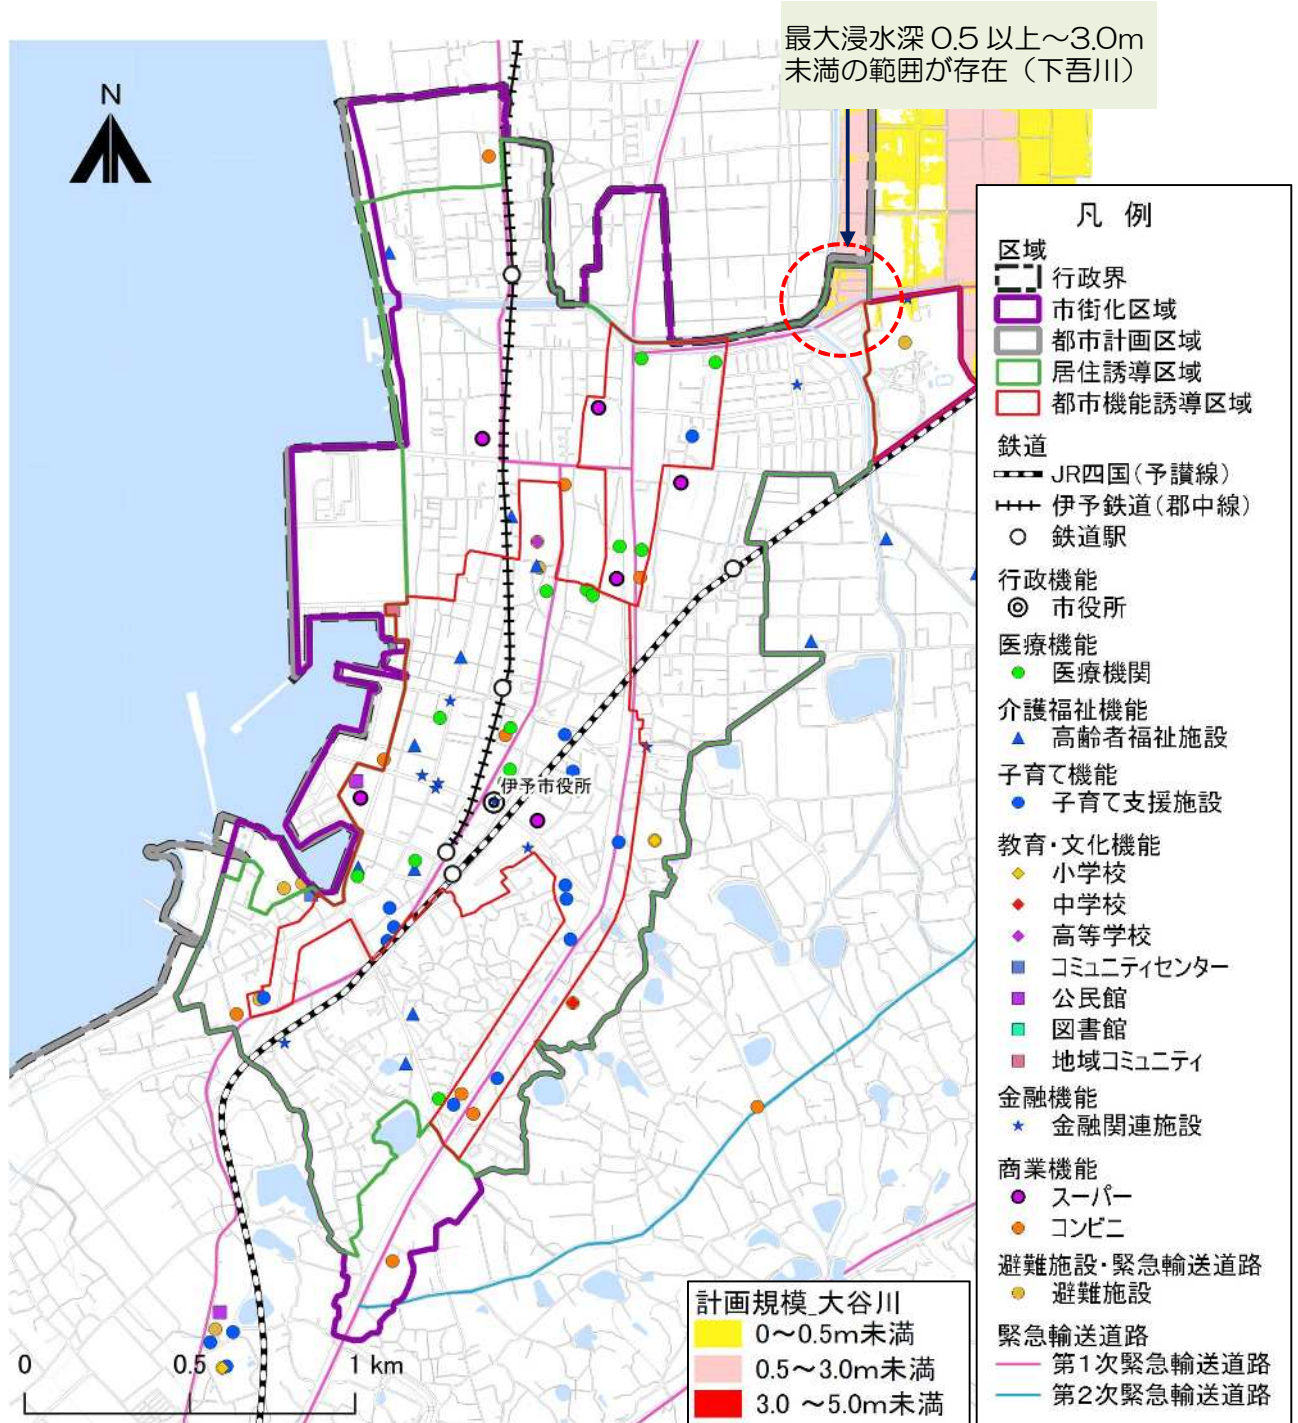 最大浸水深 0.5 以上～3.0m
未満の範囲が存在（下吾川）
N
伊予市役所
凡 例
区域
行政界
市街化区域
都市計画区域
居住誘導区域
都市機能誘導区域
鉄道
JR四国(予讃線)
伊予鉄道(郡中線)
鉄道駅
行政機能
市役所
医療機能
医療機関
介護福祉機能
高齢者福祉施設
子育て機能
子育て支援施設
教育・文化機能
小学校
中学校
高等学校
コミュニティセンター
公民館
図書館
地域コミュニティ
金融機能
金融関連施設
商業機能
スーパー
コンビニ
避難施設・緊急輸送道路
避難施設
緊急輸送道路
第1次緊急輸送道路
第2次緊急輸送道路
計画規模_大谷川
0～0.5m未満
0.5～3.0m未満
3.0 ～5.0m未満
0 0.5 1 km